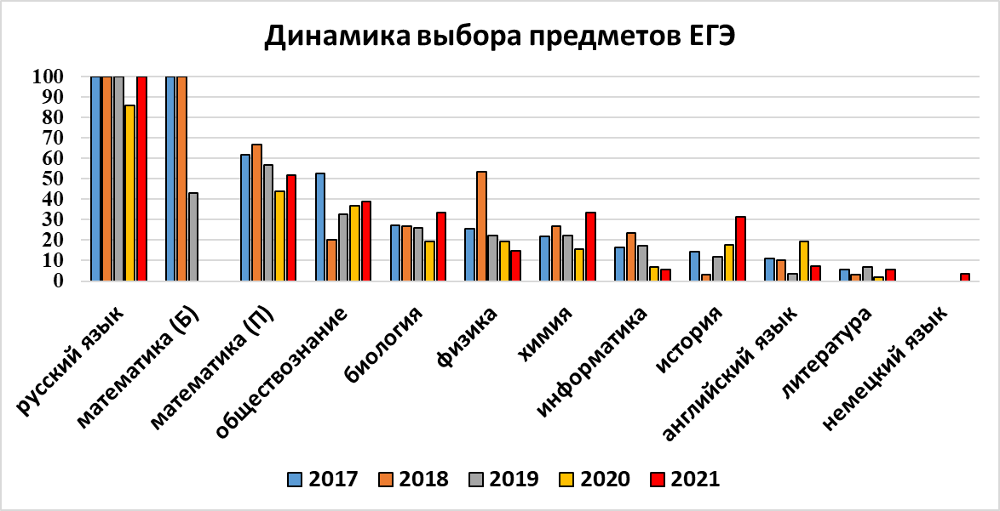 Динамика выбора предметов ЕГЭ
100
90
80
70
60
50
40
30
20
10
0
русский язык
математика (Б)
математика (П)
обществознание
биология
физика
химия
информатика
история
английский язык
литература
немецкий язык
2017 2018 2019 2020 2021